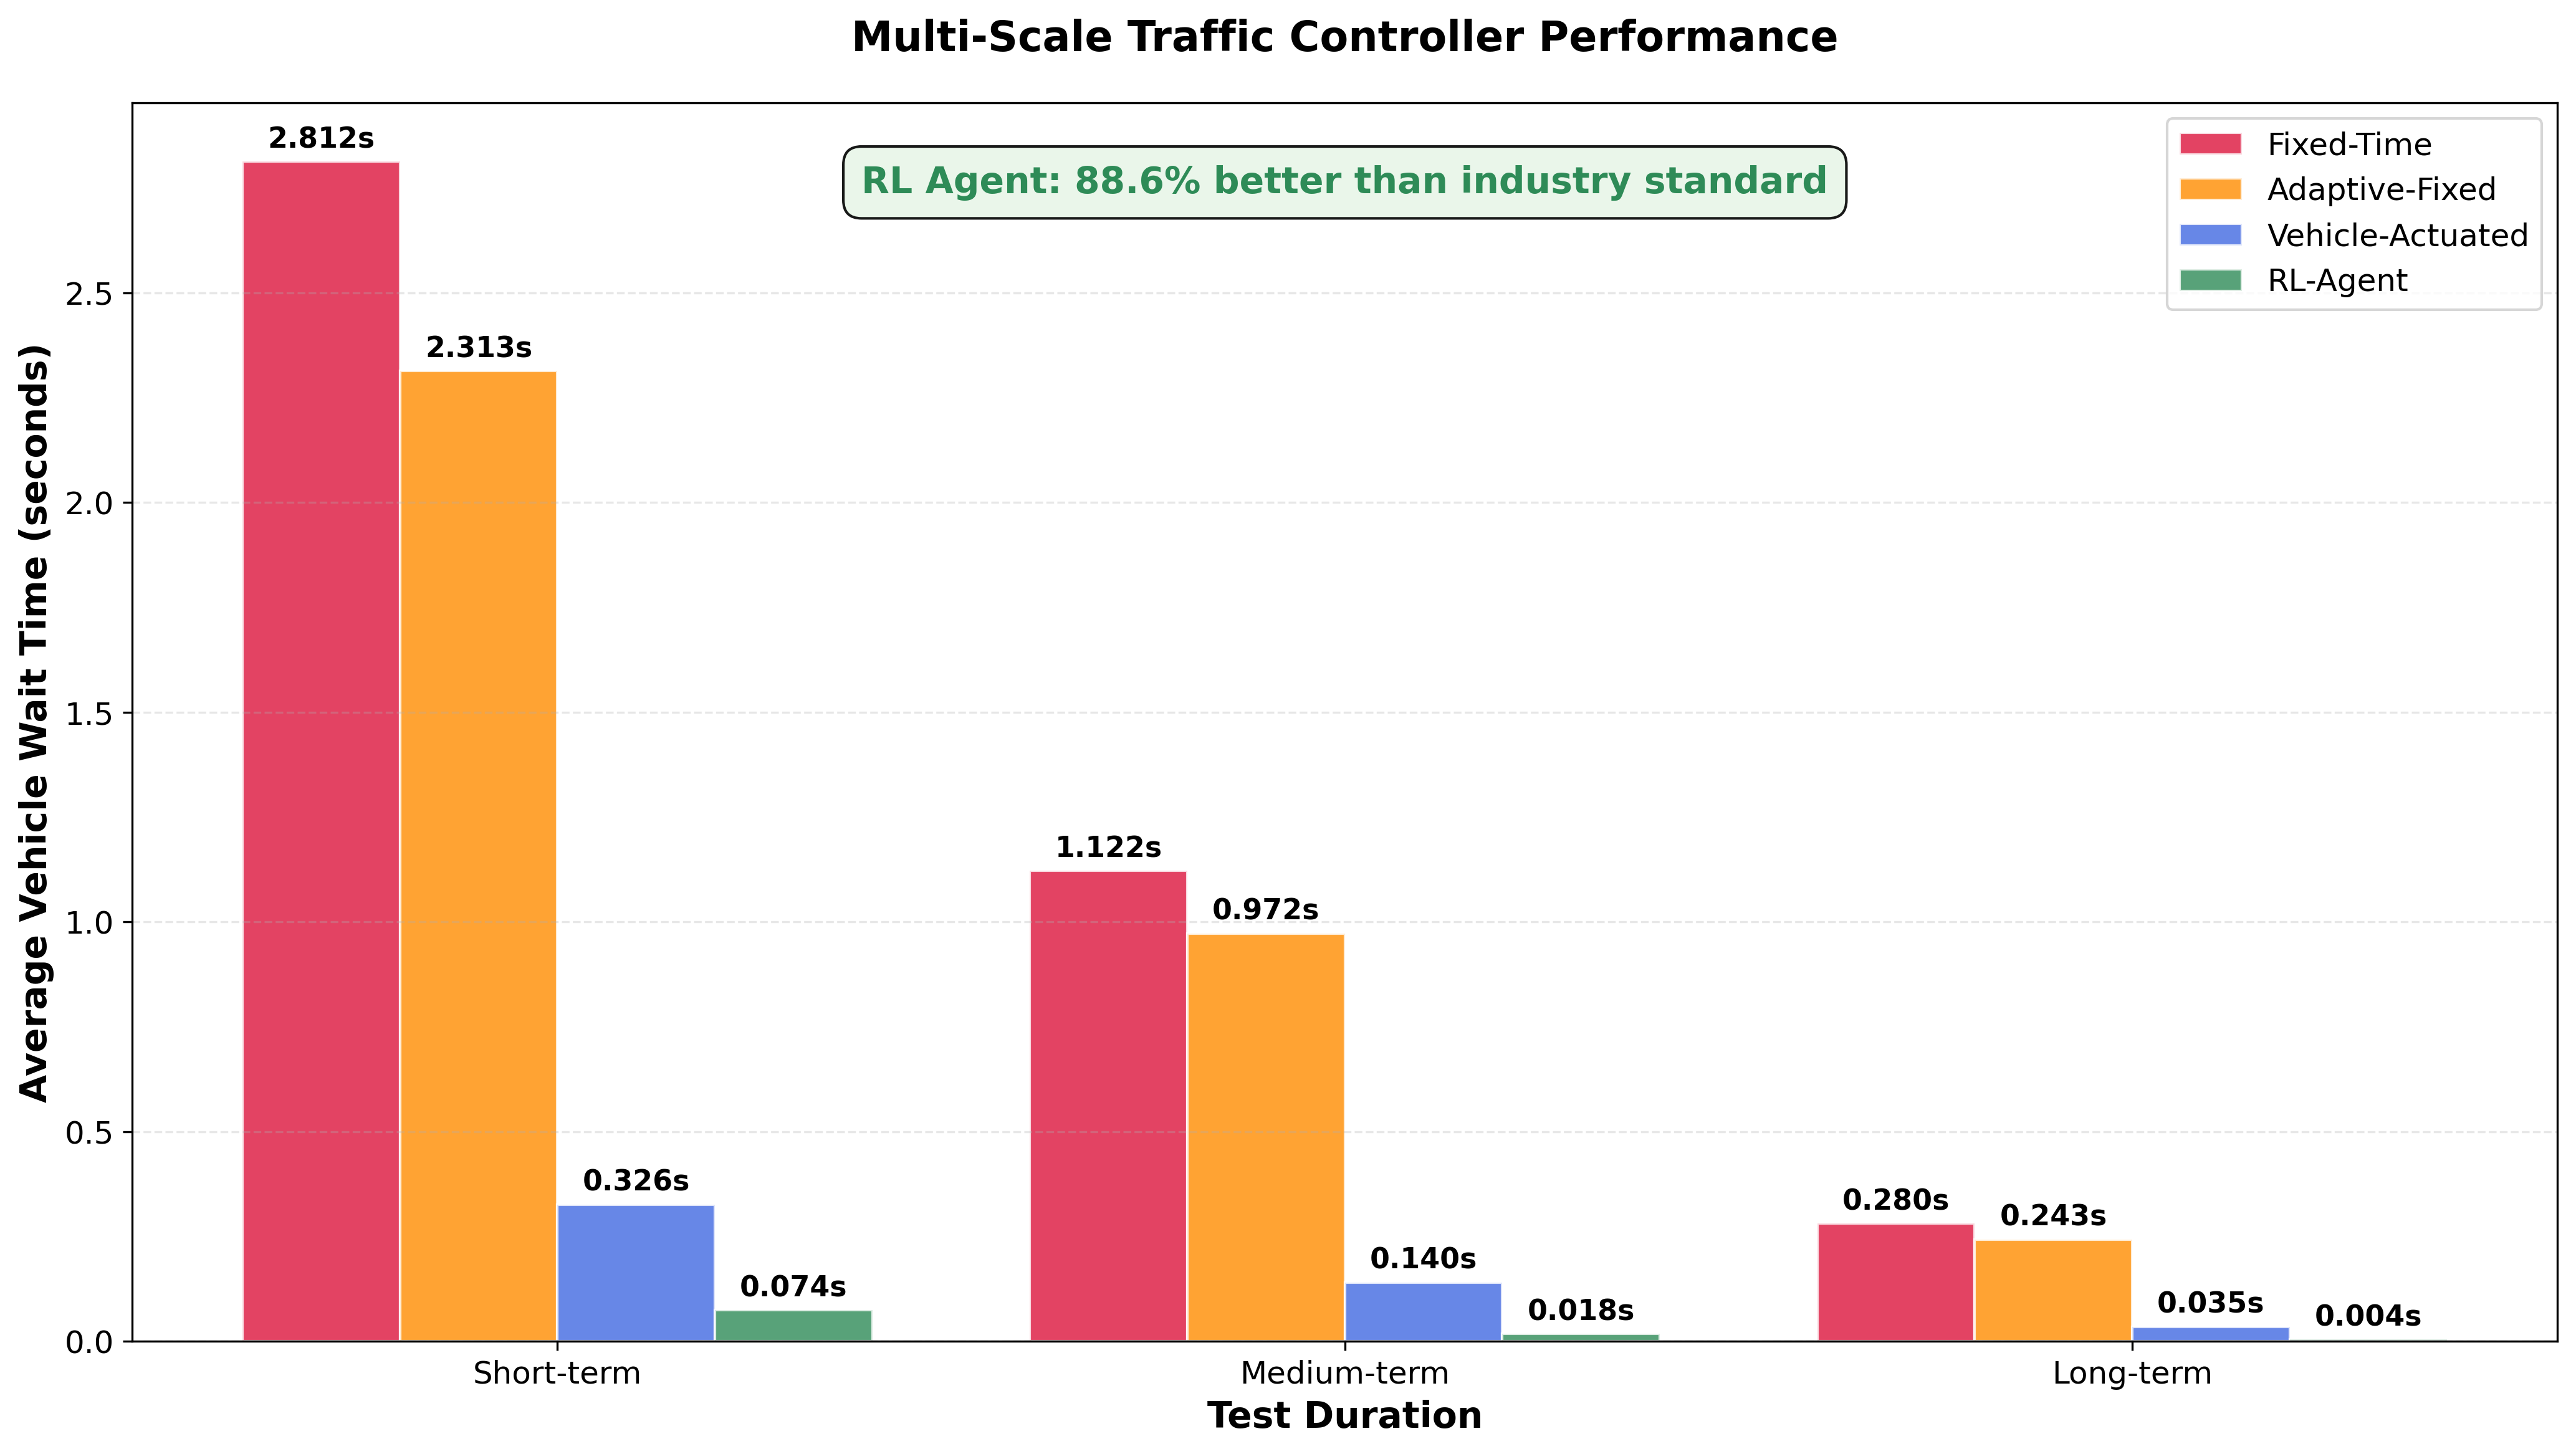 Multi-Scale Traffic Controller Performance
RL Agent: 88.6% better than industry standard
Fixed-Time
Adaptive-Fixed
Vehicle-Actuated
RL-Agent
Average Vehicle Wait Time (seconds)
2.5
2.0
1.5
1.0
0.5
0.0
2.812s
2.313s
0.326s
0.074s
1.122s
0.972s
0.140s
0.018s
0.280s
0.243s
0.035s
0.004s
Short-term
Medium-term
Long-term
Test Duration